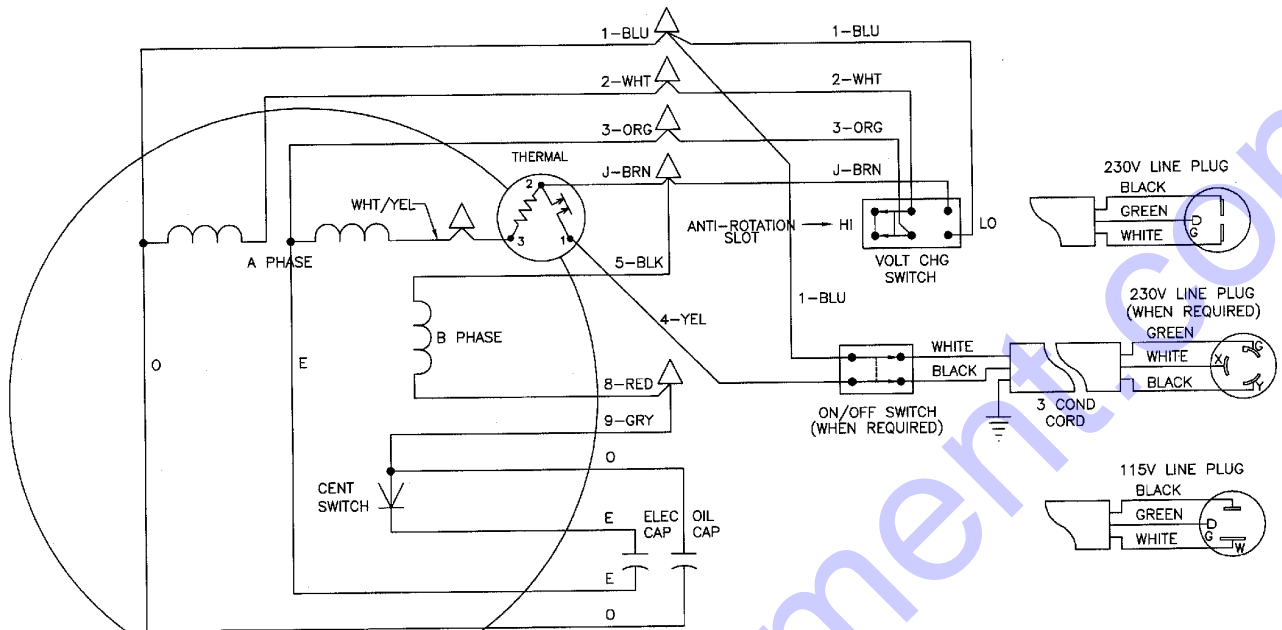 1-BLU
1-BLU
2-WHT
2-WHT
3-ORG
3-ORG
THERMAL
J-BRN
J-BRN
230V LINE PLUG
BLACK
GREEN
WHITE
G
2
WHT/YEL
3
1
ANTI-ROTATION
SLOT
HI
LO
A PHASE
5-BLK
VOLT CHG
SWITCH
1-BLU
230V LINE PLUG
(WHEN REQUIRED)
GREEN
G
WHITE
X
BLACK
Y
B PHASE
4-YEL
WHITE
BLACK
O
E
8-RED
ON/OFF SWITCH
(WHEN REQUIRED)
3 COND
CORD
9-GRY
O
CENT
SWITCH
E
ELEC
CAP
OIL
CAP
E
O
115V LINE PLUG
BLACK
GREEN
G
WHITE
W
ment.com